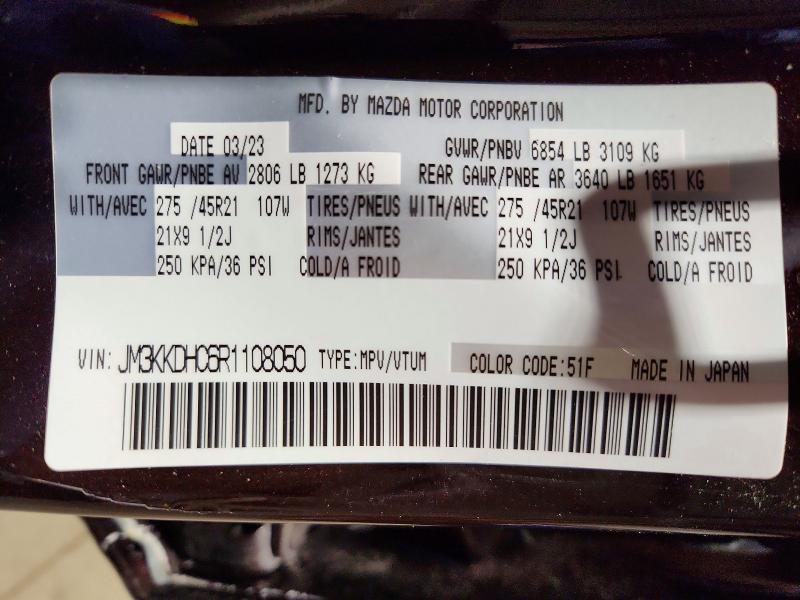 MFD. BY MAZDA MOTOR CORPORATION
DATE 03/23 GVWR/PNBV 6854 LB 3109 KG
FRONT GAWR/PNBE AV 2806 LB 1273 KG REAR GAWR/PNBE AR 3640 LB 1651 KG
WITH/AVEC 275 /45R21 107W TIRES/PNEUS WITH/AVEC 275 /45R21 107W TIRES/PNEUS
21X9 1/2J RIMS/JANTES 21X9 1/2J RIMS/JANTES
250 KPA/36 PSI COLD/A FROID 250 KPA/36 PSI COLD/A FROID
VIN: JM3KKDHC6R1108050 TYPE:MPV/VTUM COLOR CODE:51F MADE IN JAPAN